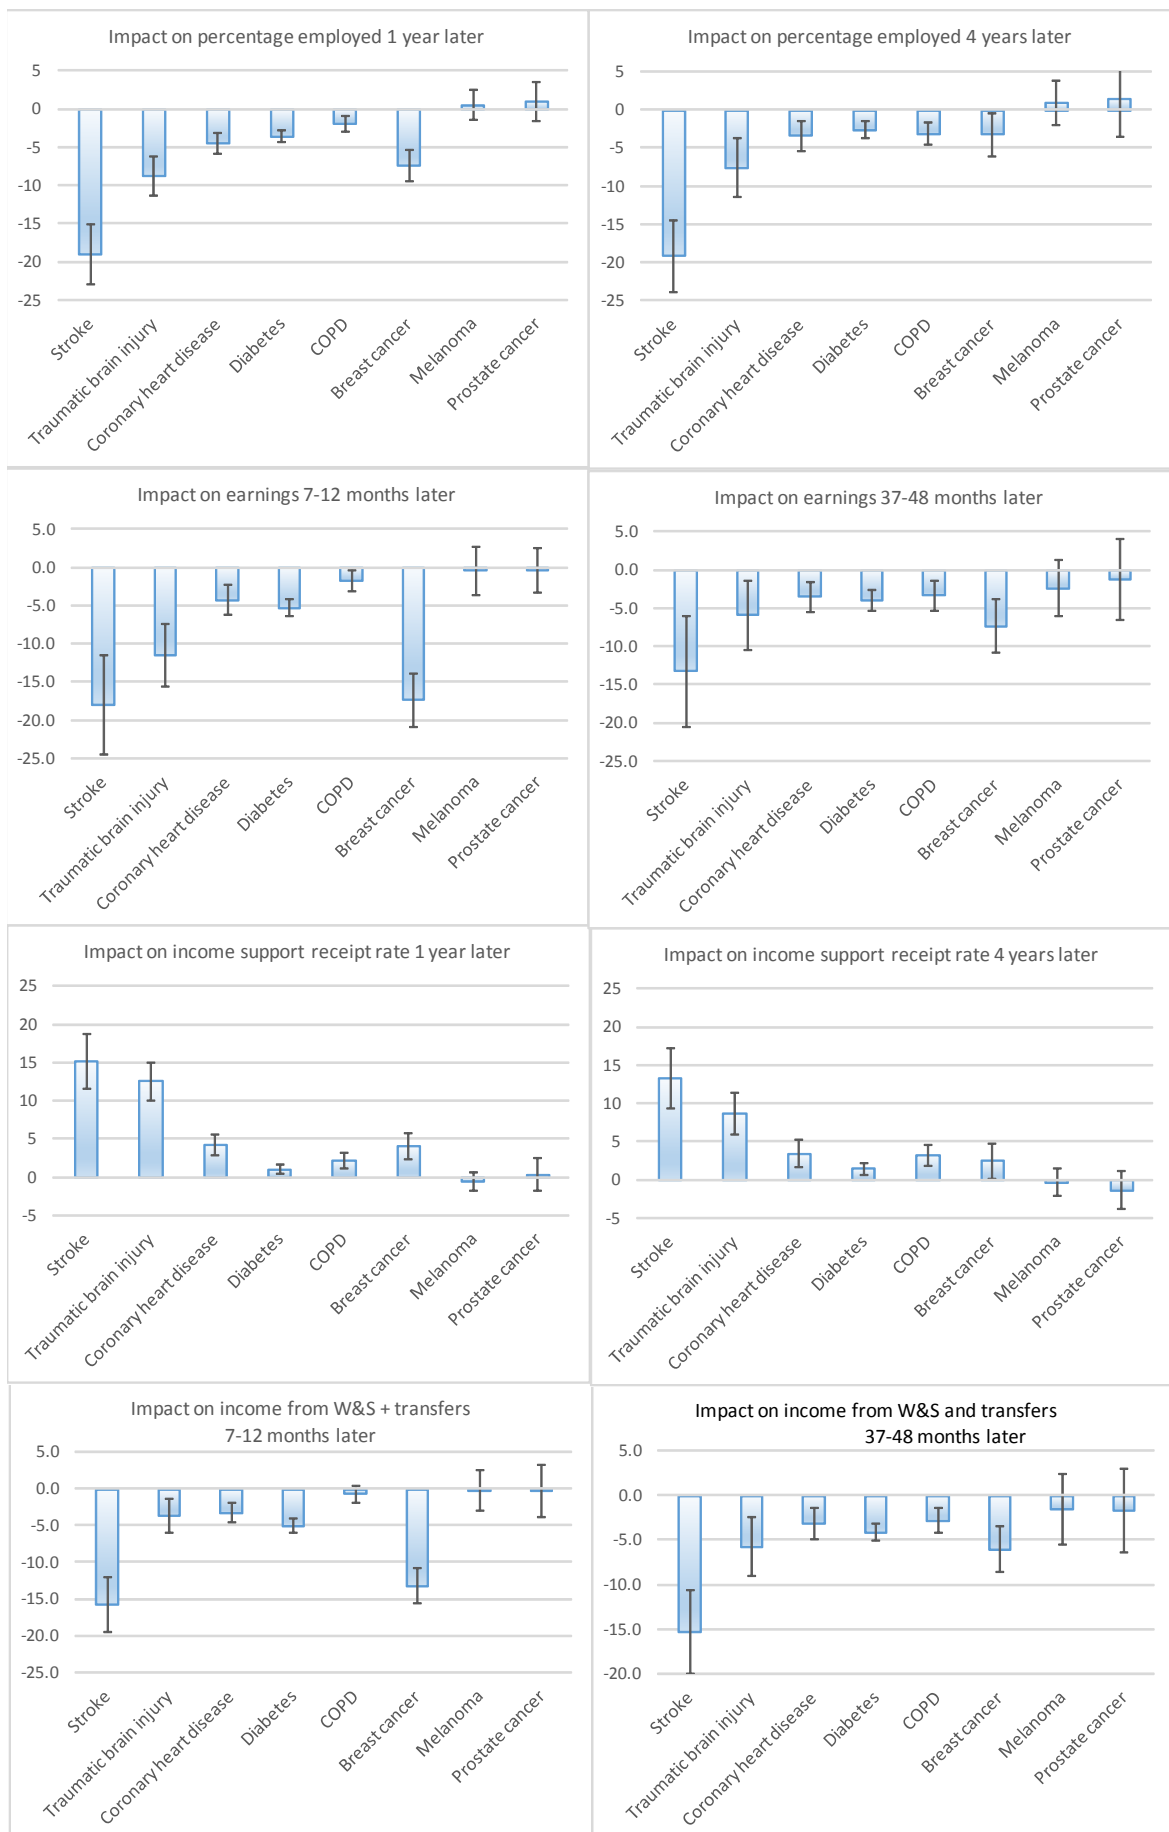 Impact on percentage employed 1 year later
5
0
-5
-10
-15
-20
-25
Stroke
Traumatic brain injury
Coronary heart disease
Diabetes
COPD
Breast cancer
Melanoma
Prostate cancer
Impact on percentage employed 4 years later
5
0
-5
-10
-15
-20
-25
Stroke
Traumatic brain injury
Coronary heart disease
Diabetes
COPD
Breast cancer
Melanoma
Prostate cancer
Impact on earnings 7-12 months later
5.0
0.0
-5.0
-10.0
-15.0
-20.0
-25.0
Stroke
Traumatic brain injury
Coronary heart disease
Diabetes
COPD
Breast cancer
Melanoma
Prostate cancer
Impact on earnings 37-48 months later
5.0
0.0
-5.0
-10.0
-15.0
-20.0
-25.0
Stroke
Traumatic brain injury
Coronary heart disease
Diabetes
COPD
Breast cancer
Melanoma
Prostate cancer
Impact on income support receipt rate 1 year later
25
20
15
10
5
0
-5
Stroke
Traumatic brain injury
Coronary heart disease
Diabetes
COPD
Breast cancer
Melanoma
Prostate cancer
Impact on income support receipt rate 4 years later
25
20
15
10
5
0
-5
Stroke
Traumatic brain injury
Coronary heart disease
Diabetes
COPD
Breast cancer
Melanoma
Prostate cancer
Impact on income from W&S + transfers
7-12 months later
5.0
0.0
-5.0
-10.0
-15.0
-20.0
-25.0
Stroke
Traumatic brain injury
Coronary heart disease
Diabetes
COPD
Breast cancer
Melanoma
Prostate cancer
Impact on income from W&S and transfers
37-48 months later
5.0
0.0
-5.0
-10.0
-15.0
-20.0
Stroke
Traumatic brain injury
Coronary heart disease
Diabetes
COPD
Breast cancer
Melanoma
Prostate cancer